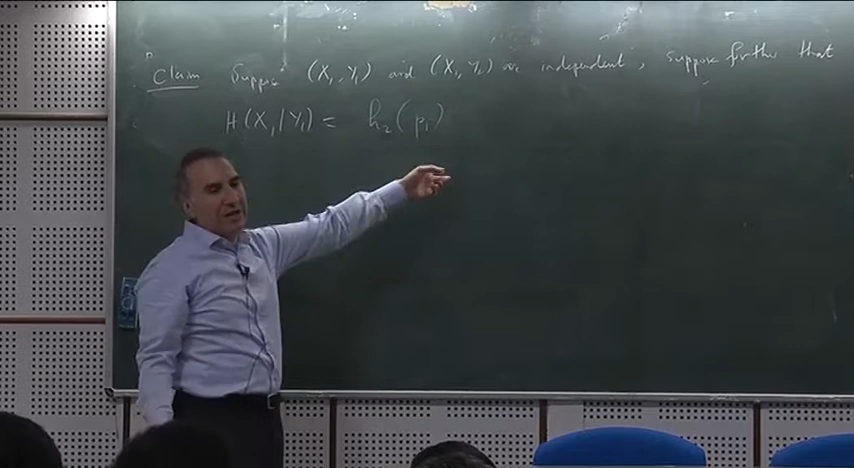 Claim Suppose (X₁,Y₁) and (X₂,Y₂) are independent, suppose further that
H(X₁|Y₁) = h₂(p₁)